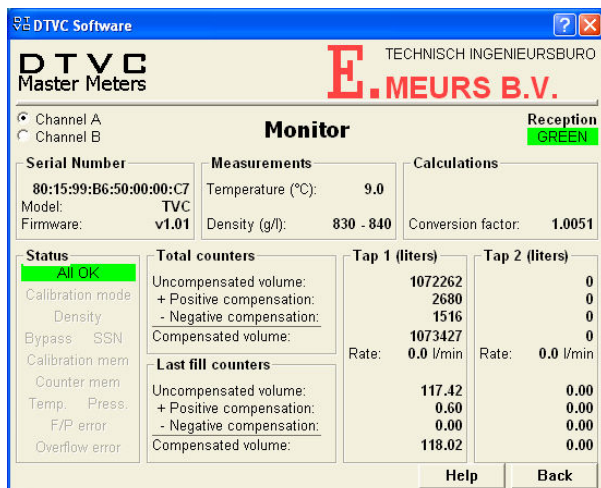 DTVC Software
DTVC
Master Meters
TECHNISCH INGENIEURSBURO
E. MEURS B.V.
Channel A
Channel B
Monitor
Reception
GREEN
Serial Number
80:15:99:B6:50:00:00:C7
Model: TVC
Firmware: v1.01
Measurements
Temperature (°C): 9.0
Density (g/l): 830 - 840
Calculations
Conversion factor: 1.0051
Status
All OK
Calibration mode
Density
Bypass SSN
Calibration mem
Counter mem
Temp. Press.
F/P error
Overflow error
Total counters
Uncompensated volume:
+ Positive compensation:
- Negative compensation:
Compensated volume:
Last fill counters
Uncompensated volume:
+ Positive compensation:
- Negative compensation:
Compensated volume:
Tap 1 (liters)
1072262
2680
1516
1073427
Rate: 0.0 l/min
117.42
0.60
0.00
118.02
Tap 2 (liters)
0
0
0
0
Rate: 0.0 l/min
0.00
0.00
0.00
0.00
Help
Back